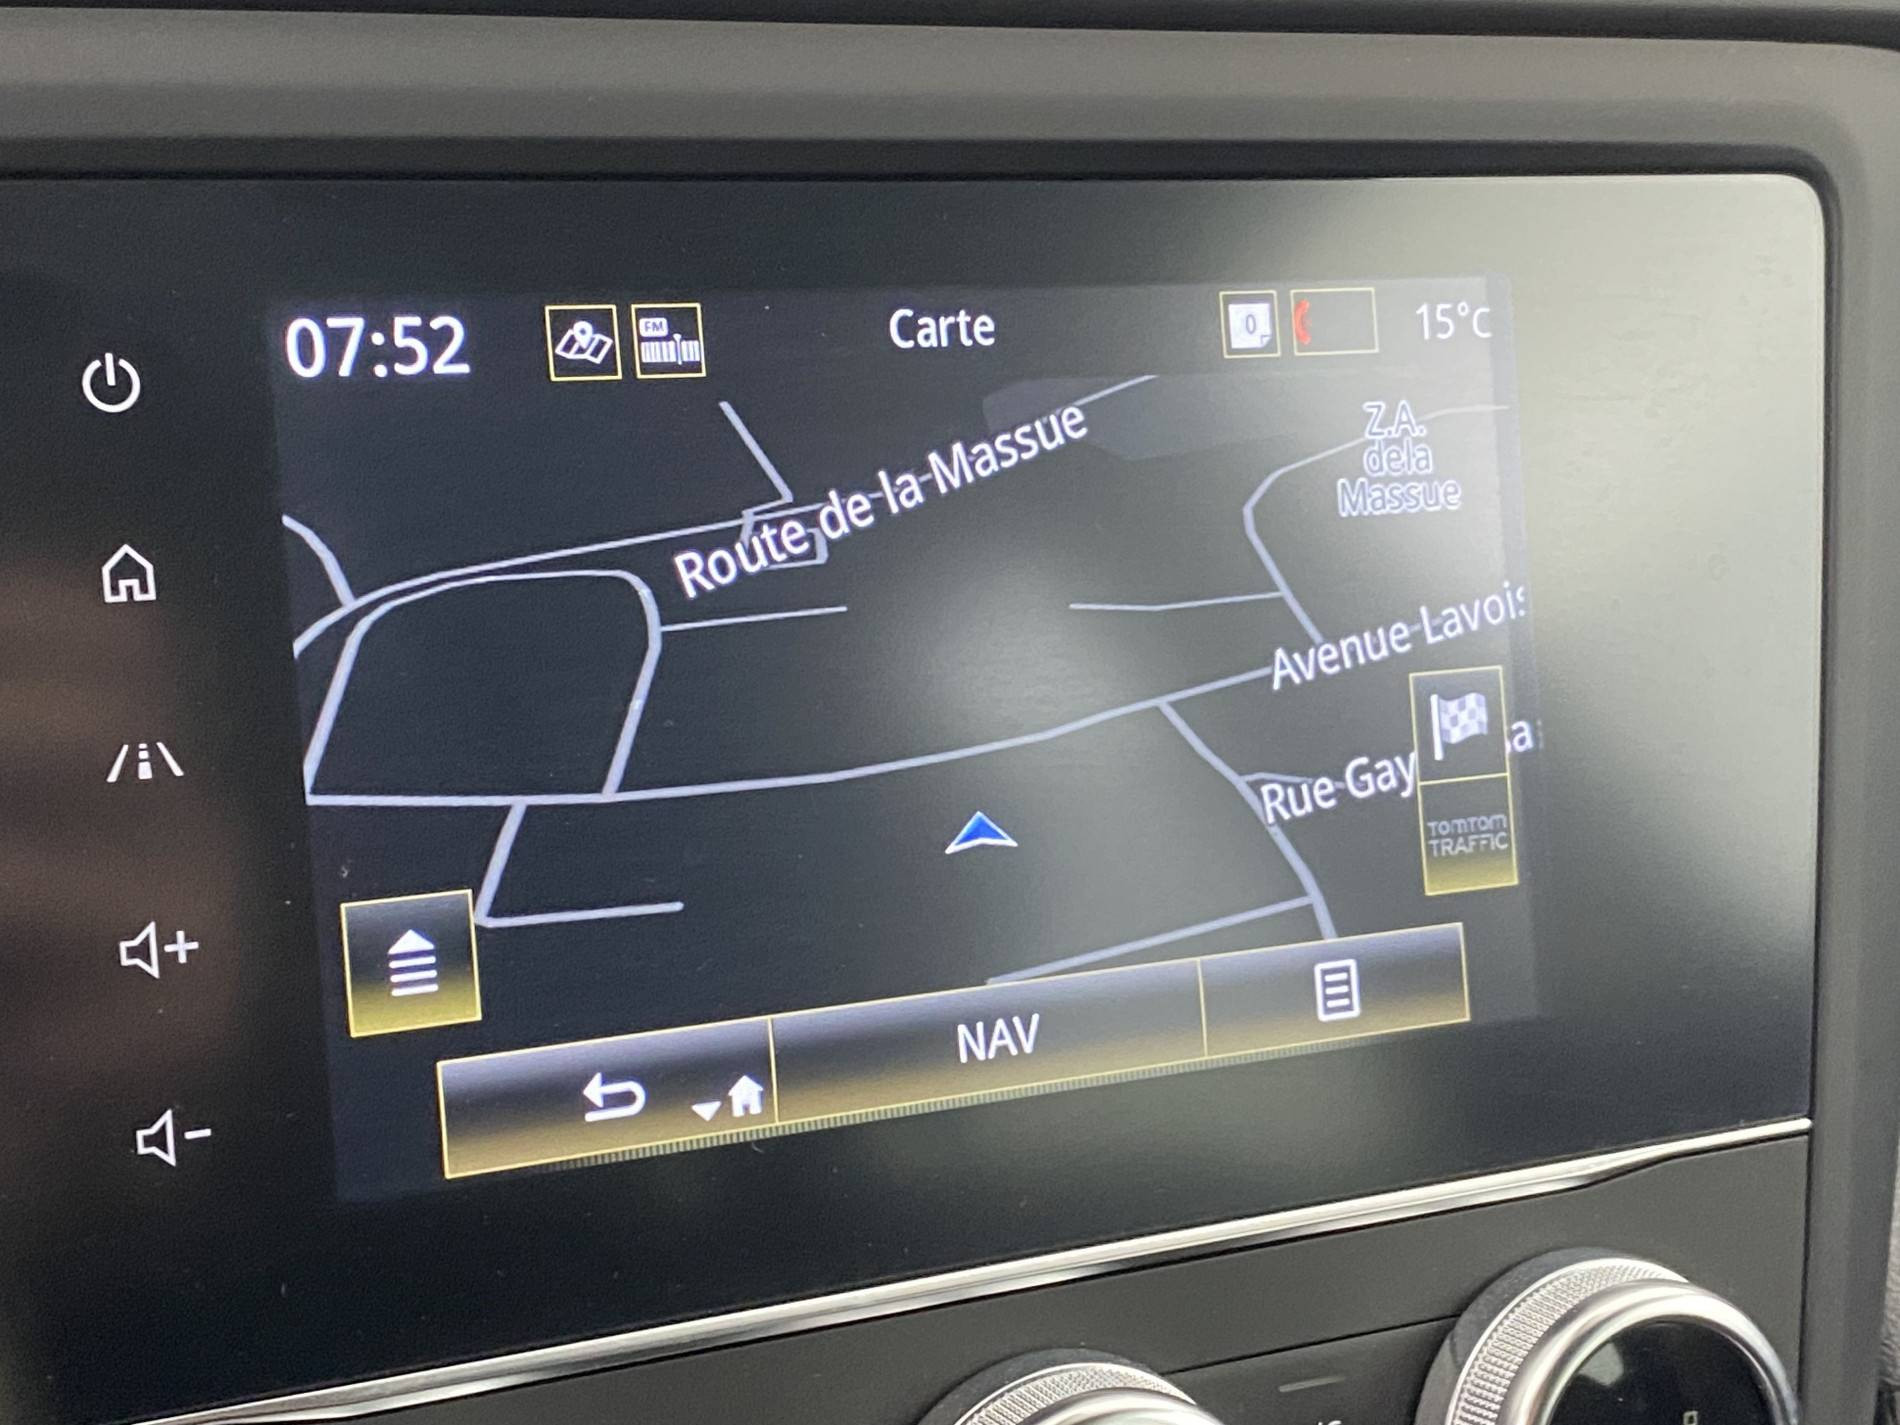 07:52
FM
Carte
0
15°c
Route de la Massue
Z.A.
dela
Massue
Avenue Lavois
Rue Gay
TOMTOM
TRAFFIC
NAV